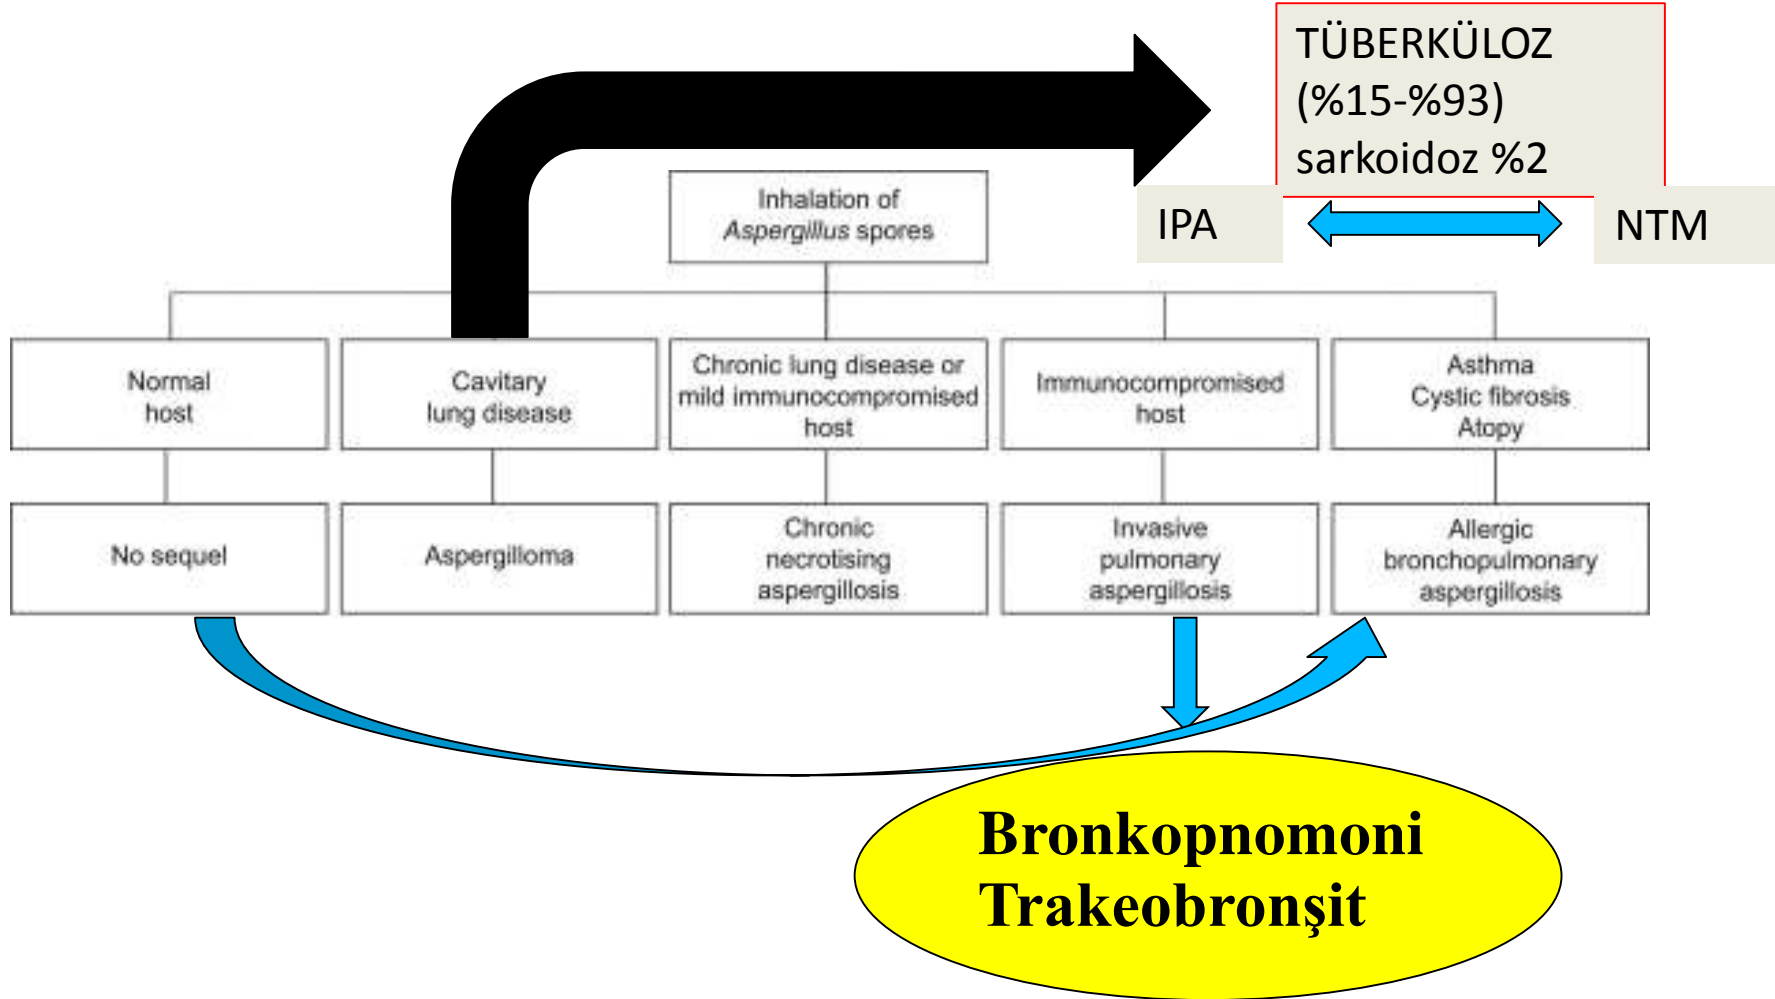 TÜBERKÜLOZ
(%15-%93)
sarkoidoz %2
IPA
NTM
Inhalation of
Aspergillus spores
Normal
host
Cavitary
lung disease
Chronic lung disease or
mild immunocompromised
host
Immunocompromised
host
Asthma
Cystic fibrosis
Atopy
No sequel
Aspergilloma
Chronic
necrotising
aspergillosis
Invasive
pulmonary
aspergillosis
Allergic
bronchopulmonary
aspergillosis
Bronkopnomoni
Trakeobronşit